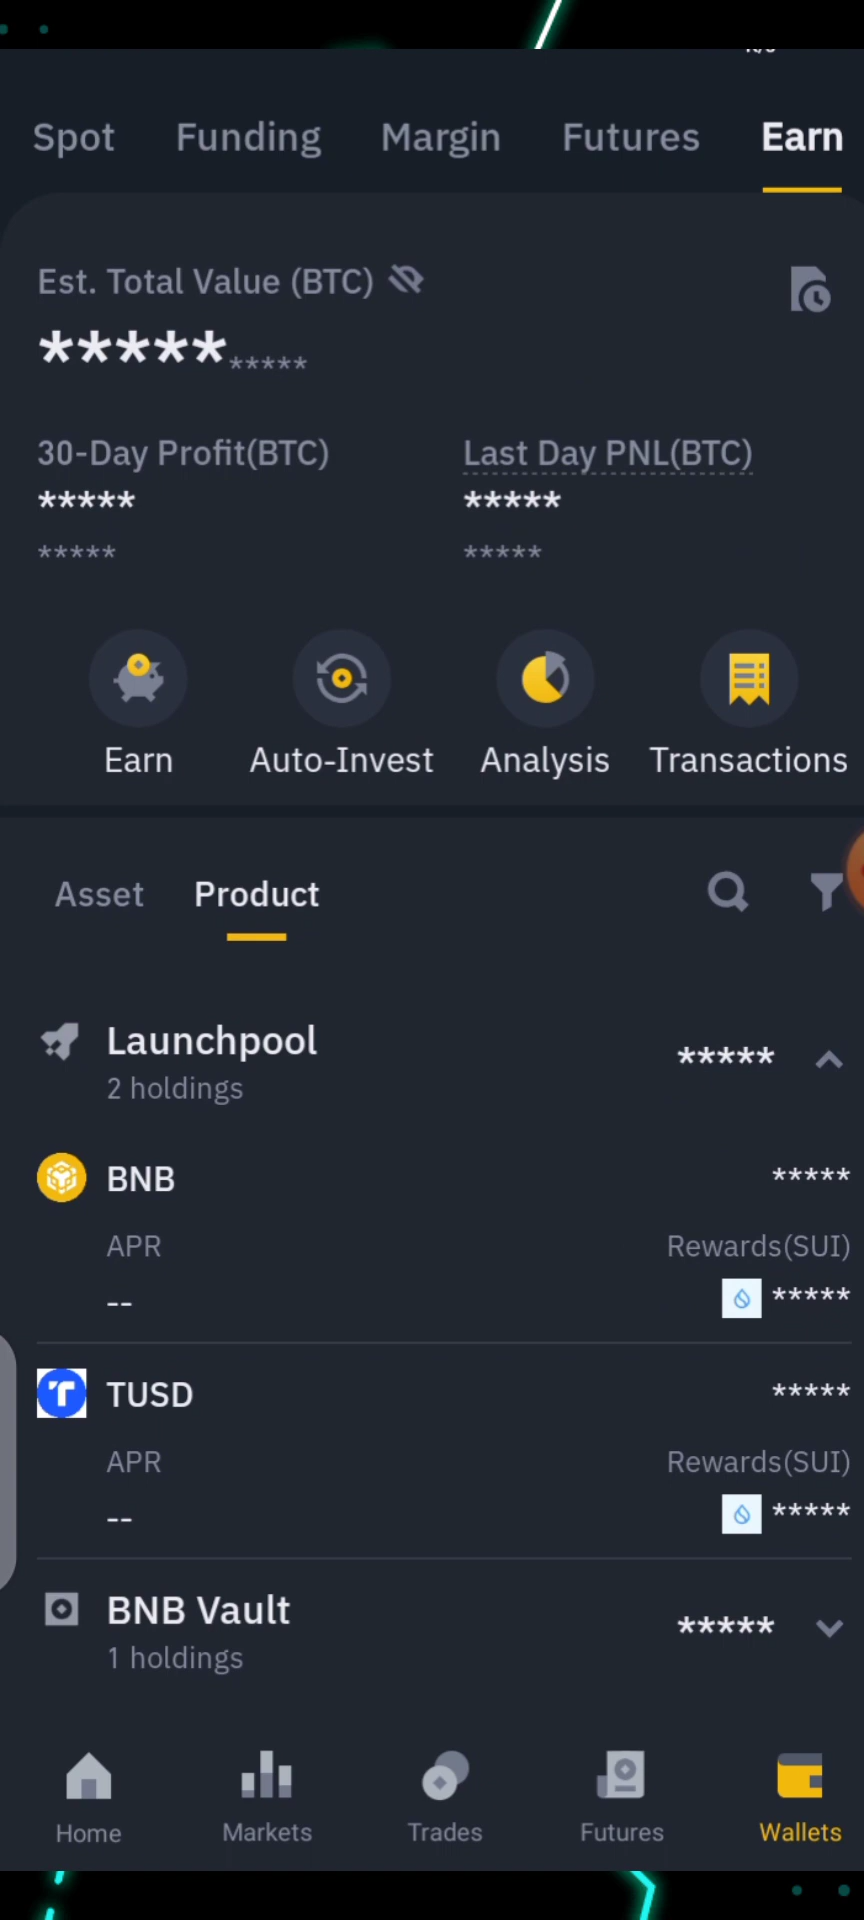 Spot Funding Margin Futures Earn
Est. Total Value (BTC)
***** *****
30-Day Profit(BTC) Last Day PNL(BTC)
***** *****
***** *****
Earn Auto-Invest Analysis Transactions
Asset Product
Launchpool *****
2 holdings
BNB *****
APR Rewards(SUI)
-- *****
TUSD *****
APR Rewards(SUI)
-- *****
BNB Vault *****
1 holdings
Home Markets Trades Futures Wallets